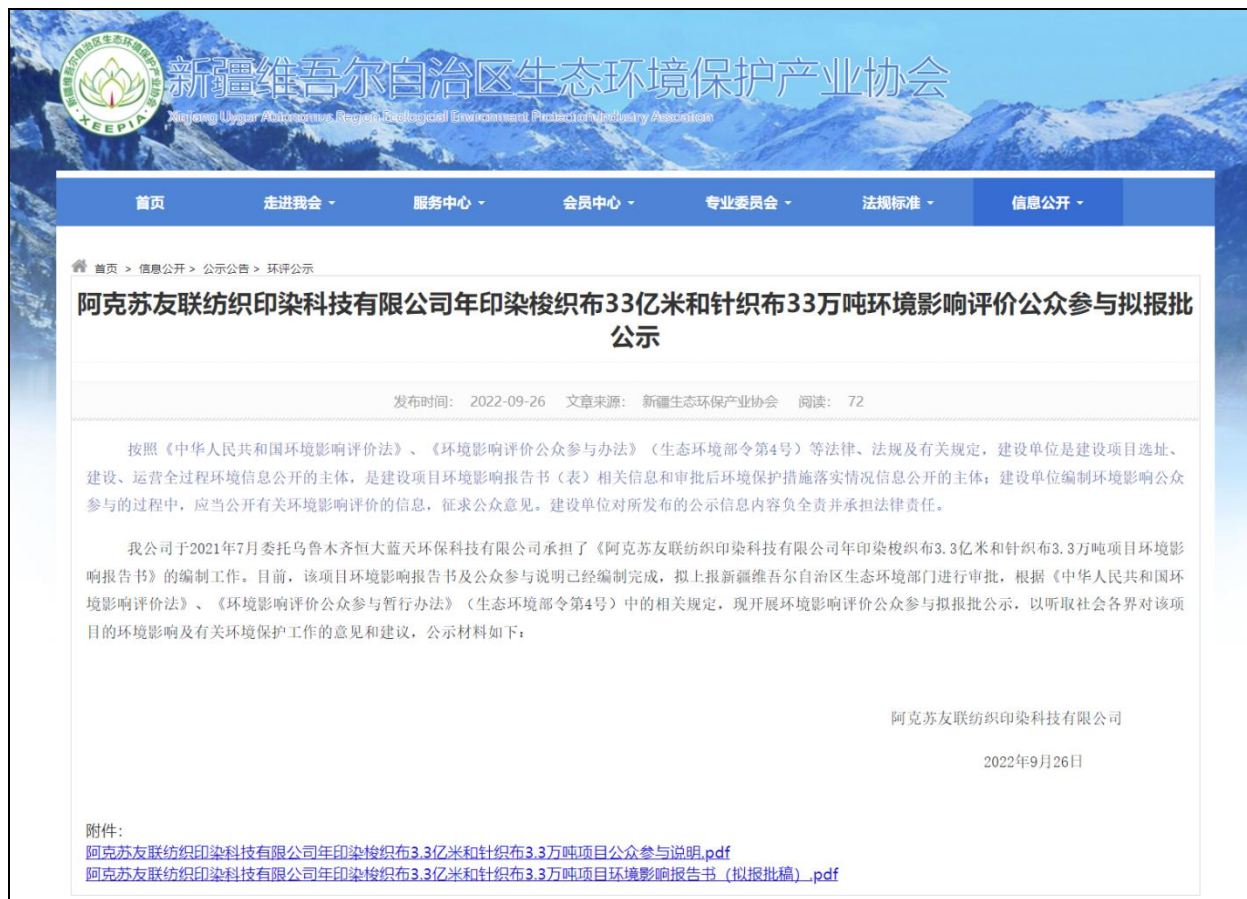 新疆维吾尔自治区生态环境保护产业协会
Xinjiang Uygur Autonomous Region Ecological Environment Protection Industry Association
XEEPIA
首页 走进我会 服务中心 会员中心 专业委员会 法规标准 信息公开
首页 > 信息公开 > 公示公告 > 环评公示
阿克苏友联纺织印染科技有限公司年印染梭织布33亿米和针织布33万吨环境影响评价公众参与拟报批
公示
发布时间: 2022-09-26 文章来源: 新疆生态环保产业协会 阅读: 72
按照《中华人民共和国环境影响评价法》、《环境影响评价公众参与办法》（生态环境部令第4号）等法律、法规及有关规定，建设单位是建设项目选址、
建设、运营全过程环境信息公开的主体，是建设项目环境影响报告书（表）相关信息和审批后环境保护措施落实情况信息公开的主体；建设单位编制环境影响公众
参与的过程中，应当公开有关环境影响评价的信息，征求公众意见。建设单位对所发布的公示信息内容负全责并承担法律责任。
我公司于2021年7月委托乌鲁木齐恒大蓝天环保科技有限公司承担了《阿克苏友联纺织印染科技有限公司年印染梭织布3.3亿米和针织布3.3万吨项目环境影
响报告书》的编制工作。目前，该项目环境影响报告书及公众参与说明已经编制完成，拟上报新疆维吾尔自治区生态环境部门进行审批，根据《中华人民共和国环
境影响评价法》、《环境影响评价公众参与暂行办法》（生态环境部令第4号）中的相关规定，现开展环境影响评价公众参与拟报批公示，以听取社会各界对该项
目的环境影响及有关环境保护工作的意见和建议，公示材料如下：
阿克苏友联纺织印染科技有限公司
2022年9月26日
附件:
阿克苏友联纺织印染科技有限公司年印染梭织布3.3亿米和针织布3.3万吨项目公众参与说明.pdf
阿克苏友联纺织印染科技有限公司年印染梭织布3.3亿米和针织布3.3万吨项目环境影响报告书（拟报批稿）.pdf